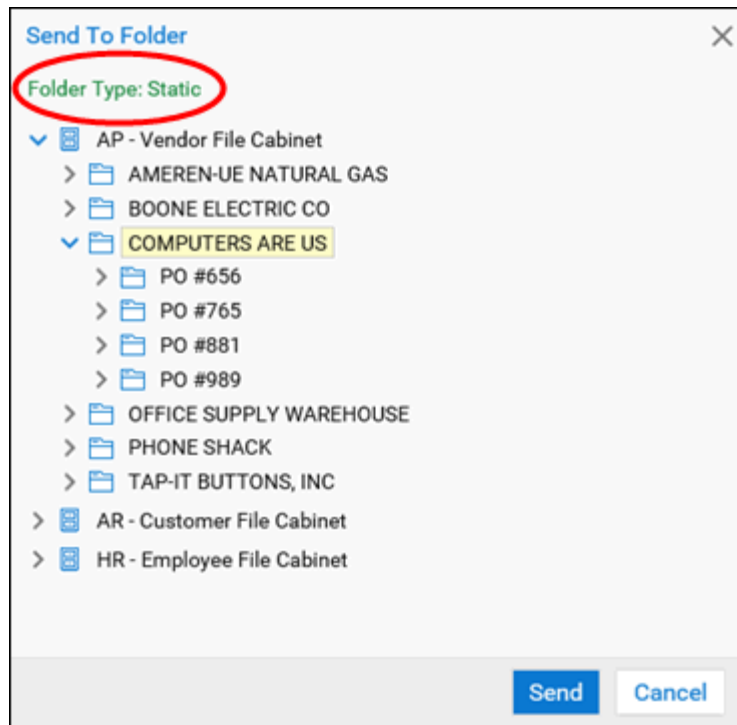 Send To Folder
Folder Type: Static
AP - Vendor File Cabinet
AMEREN-UE NATURAL GAS
BOONE ELECTRIC CO
COMPUTERS ARE US
PO #656
PO #765
PO #881
PO #989
OFFICE SUPPLY WAREHOUSE
PHONE SHACK
TAP-IT BUTTONS, INC
AR - Customer File Cabinet
HR - Employee File Cabinet
Send Cancel